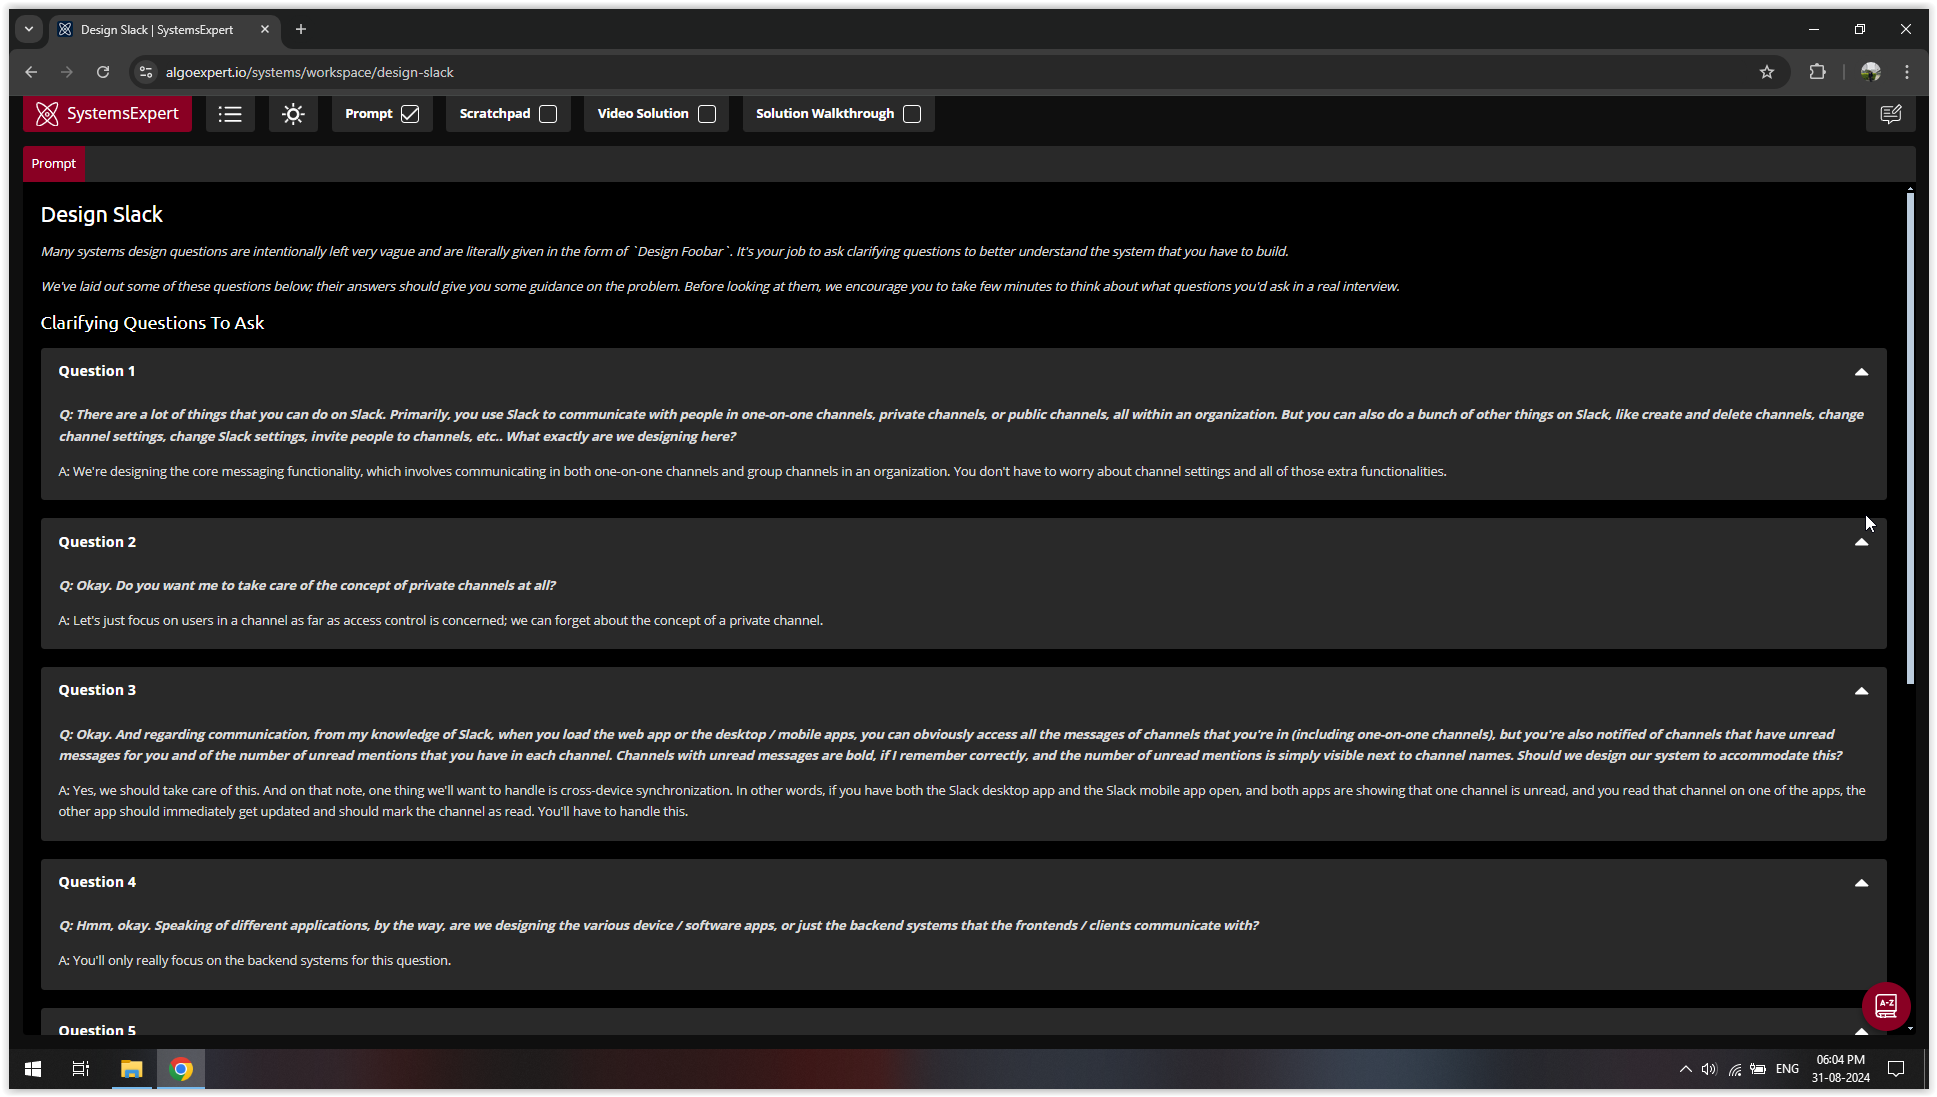 Design Slack | SystemsExpert
algoexpert.io/systems/workspace/design-slack
SystemsExpert
Prompt
Scratchpad
Video Solution
Solution Walkthrough
Prompt
Design Slack
Many systems design questions are intentionally left very vague and are literally given in the form of `Design Foobar`. It's your job to ask clarifying questions to better understand the system that you have to build.
We've laid out some of these questions below; their answers should give you some guidance on the problem. Before looking at them, we encourage you to take few minutes to think about what questions you'd ask in a real interview.
Clarifying Questions To Ask
Question 1
Q: There are a lot of things that you can do on Slack. Primarily, you use Slack to communicate with people in one-on-one channels, private channels, or public channels, all within an organization. But you can also do a bunch of other things on Slack, like create and delete channels, change
channel settings, change Slack settings, invite people to channels, etc.. What exactly are we designing here?
A: We're designing the core messaging functionality, which involves communicating in both one-on-one channels and group channels in an organization. You don't have to worry about channel settings and all of those extra functionalities.
Question 2
Q: Okay. Do you want me to take care of the concept of private channels at all?
A: Let's just focus on users in a channel as far as access control is concerned; we can forget about the concept of a private channel.
Question 3
Q: Okay. And regarding communication, from my knowledge of Slack, when you load the web app or the desktop / mobile apps, you can obviously access all the messages of channels that you're in (including one-on-one channels), but you're also notified of channels that have unread
messages for you and of the number of unread mentions that you have in each channel. Channels with unread messages are bold, if I remember correctly, and the number of unread mentions is simply visible next to channel names. Should we design our system to accommodate this?
A: Yes, we should take care of this. And on that note, one thing we'll want to handle is cross-device synchronization. In other words, if you have both the Slack desktop app and the Slack mobile app open, and both apps are showing that one channel is unread, and you read that channel on one of the apps, the
other app should immediately get updated and should mark the channel as read. You'll have to handle this.
Question 4
Q: Hmm, okay. Speaking of different applications, by the way, are we designing the various device / software apps, or just the backend systems that the frontends / clients communicate with?
A: You'll only really focus on the backend systems for this question.
Question 5
A-Z
ENG
06:04 PM
31-08-2024